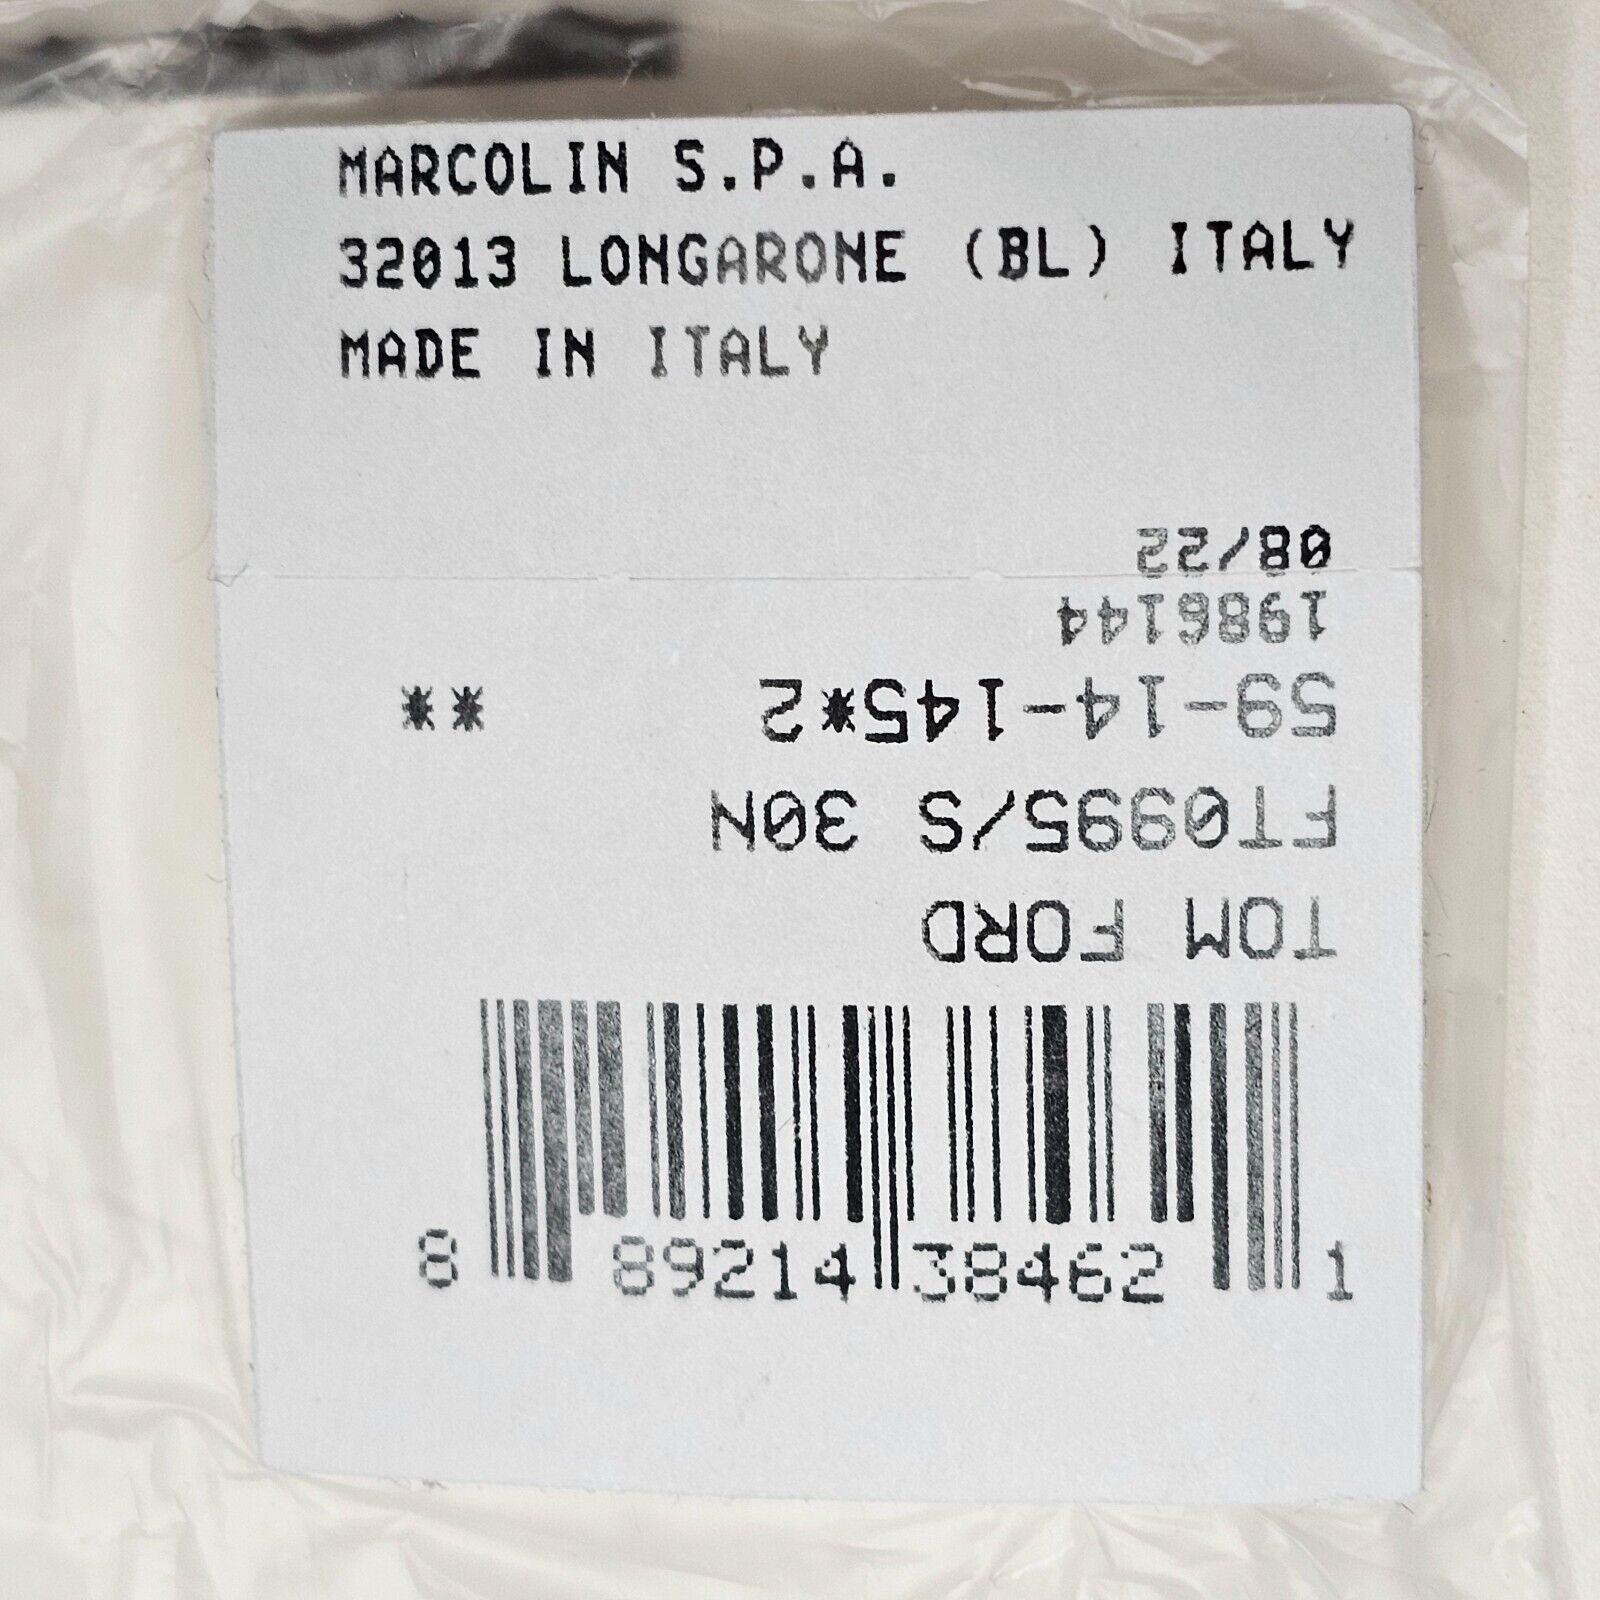 MARCOLIN S.P.A.
32013 LONGARONE (BL) ITALY
MADE IN ITALY
08/22
1986144
59-14-145*2 **
FT0995/S 30N
TOM FORD
8 89214 38462 1